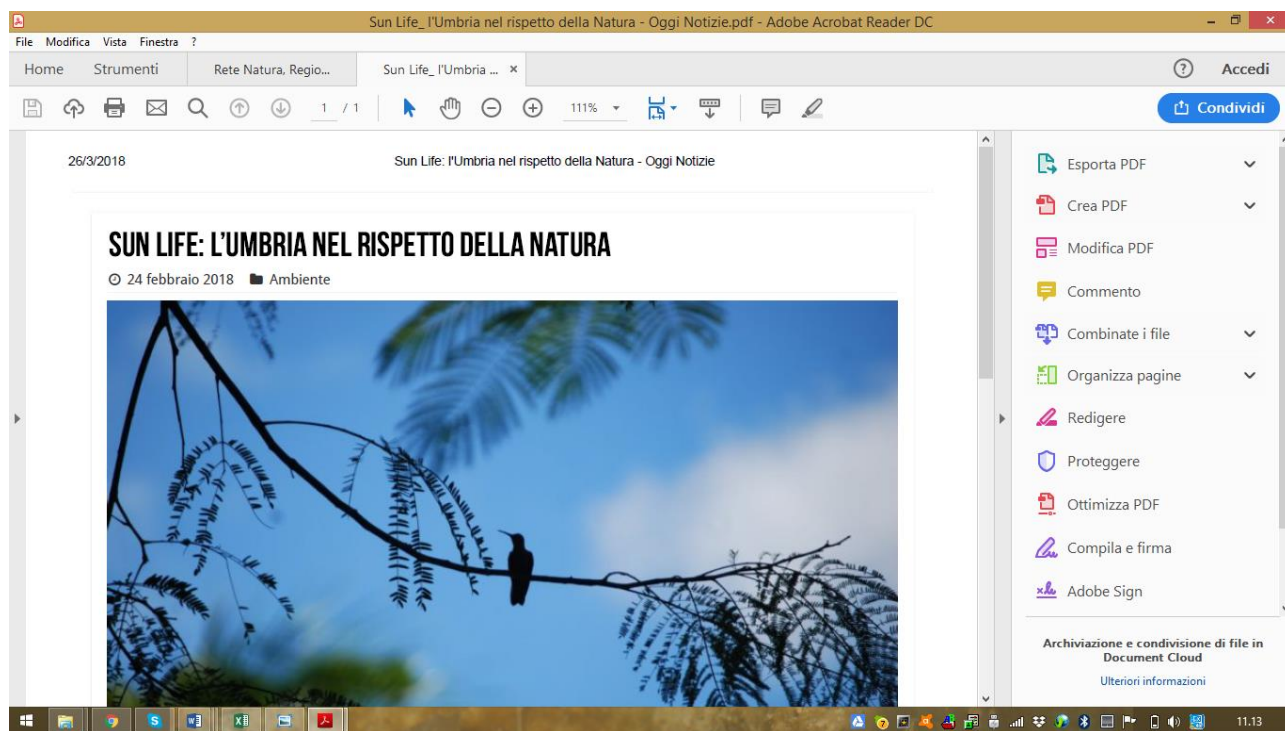 Sun Life_ l'Umbria nel rispetto della Natura - Oggi Notizie.pdf - Adobe Acrobat Reader DC
File Modifica Vista Finestra ?
Home Strumenti Rete Natura, Regio... Sun Life_ l'Umbria ... × ? Accedi
1 / 1 111% Condividi
26/3/2018 Sun Life: l'Umbria nel rispetto della Natura - Oggi Notizie
SUN LIFE: L'UMBRIA NEL RISPETTO DELLA NATURA
24 febbraio 2018 Ambiente
Esporta PDF
Crea PDF
Modifica PDF
Commento
Combinate i file
Organizza pagine
Redigere
Proteggere
Ottimizza PDF
Compila e firma
Adobe Sign
Archiviazione e condivisione di file in
Document Cloud
Ulteriori informazioni
11.13